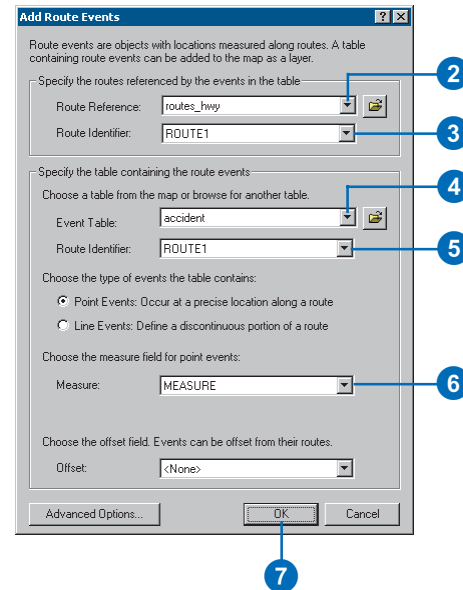 Add Route Events
Route events are objects with locations measured along routes. A table
containing route events can be added to the map as a layer.
Specify the routes referenced by the events in the table
Route Reference: routes_hwy
2
Route Identifier: ROUTE1
3
Specify the table containing the route events
Choose a table from the map or browse for another table.
4
Event Table: accident
Route Identifier: ROUTE1
5
Choose the type of events the table contains:
Point Events: Occur at a precise location along a route
Line Events: Define a discontinuous portion of a route
Choose the measure field for point events:
Measure: MEASURE
6
Choose the offset field. Events can be offset from their routes.
Offset: <None>
Advanced Options... OK Cancel
7